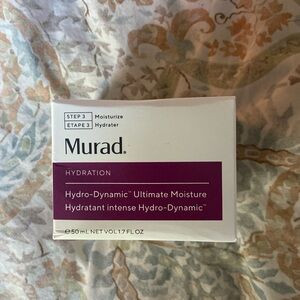 STEP 3 Moisturize
ÉTAPE 3 Hydrater
Murad.
HYDRATION
Hydro-Dynamic™ Ultimate Moisture
Hydratant intense Hydro-Dynamic™
℮50 mL NET VOL 1.7 FL OZ